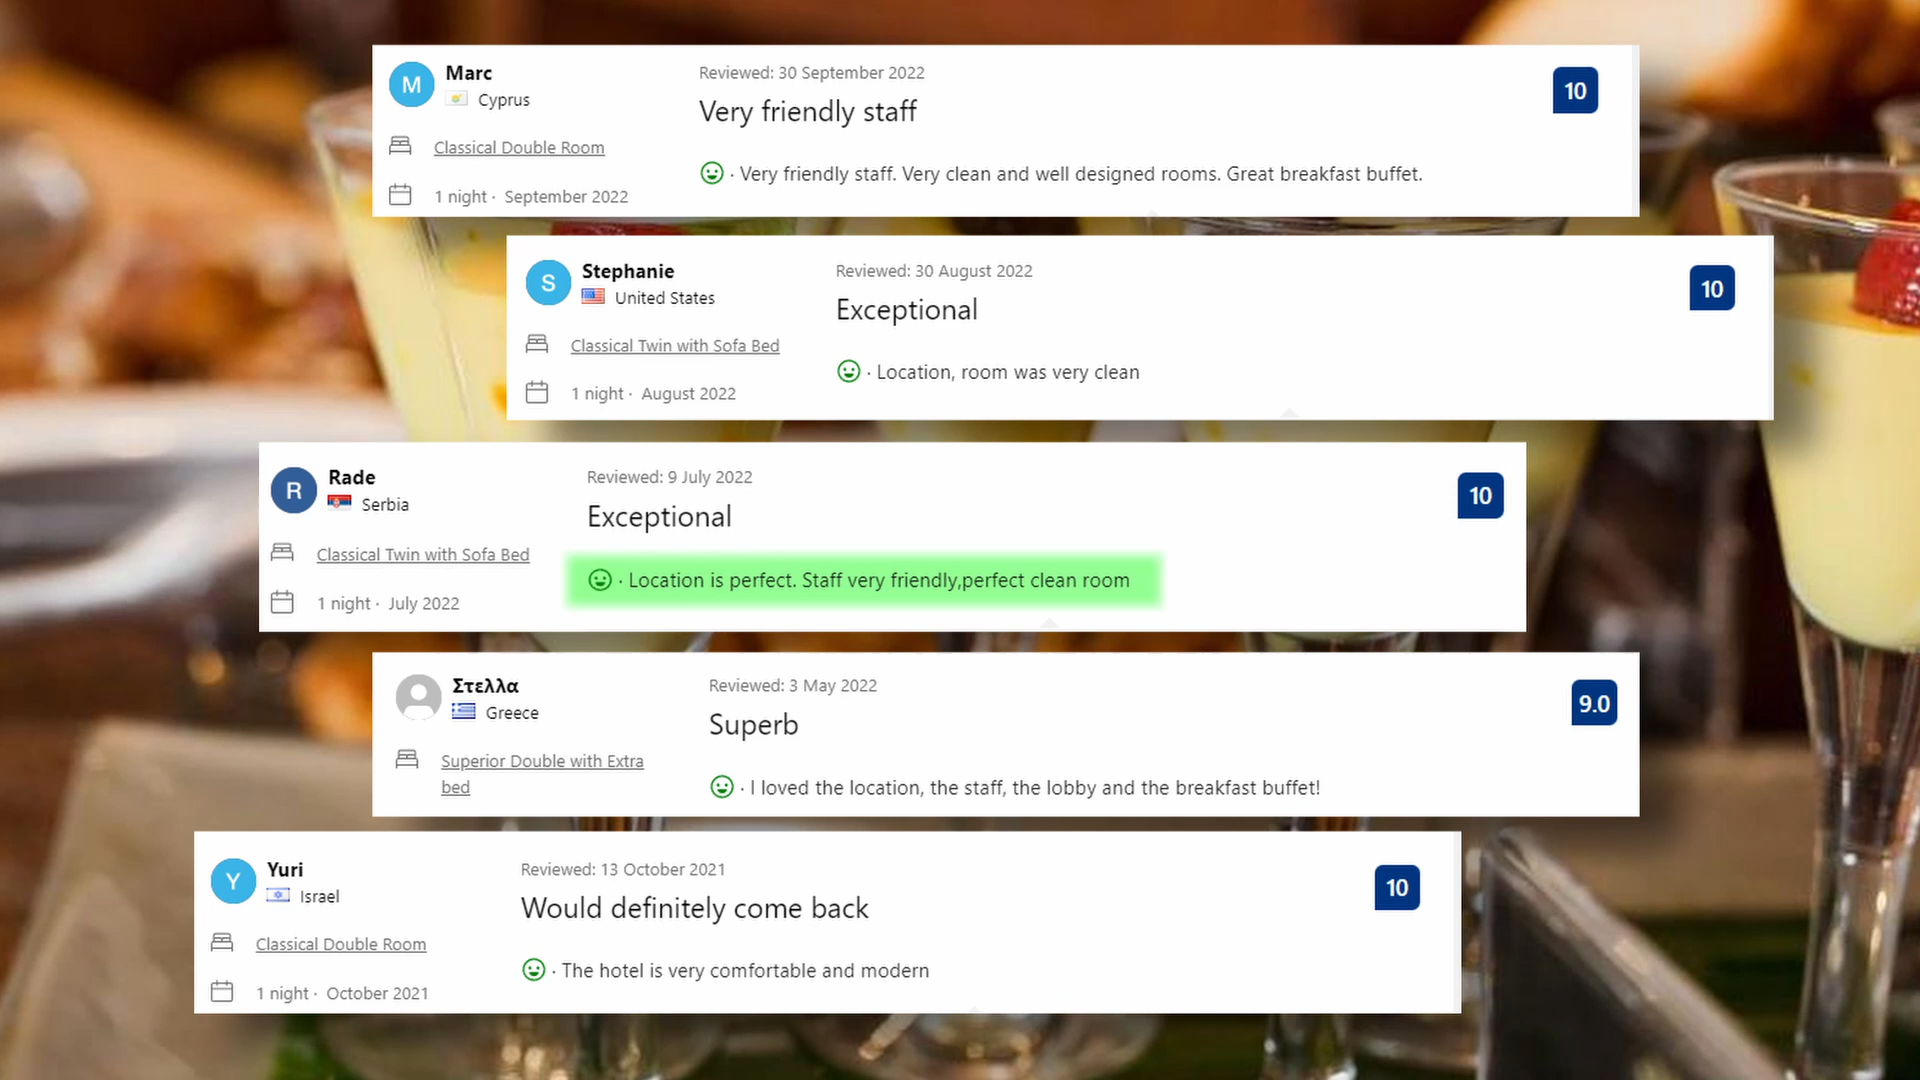 M
Marc
Cyprus
Classical Double Room
1 night · September 2022
Reviewed: 30 September 2022
Very friendly staff
· Very friendly staff. Very clean and well designed rooms. Great breakfast buffet.
10
S
Stephanie
United States
Classical Twin with Sofa Bed
1 night · August 2022
Reviewed: 30 August 2022
Exceptional
· Location, room was very clean
10
R
Rade
Serbia
Classical Twin with Sofa Bed
1 night · July 2022
Reviewed: 9 July 2022
Exceptional
· Location is perfect. Staff very friendly,perfect clean room
10
Στελλα
Greece
Superior Double with Extra
bed
Reviewed: 3 May 2022
Superb
· I loved the location, the staff, the lobby and the breakfast buffet!
9.0
Y
Yuri
Israel
Classical Double Room
1 night · October 2021
Reviewed: 13 October 2021
Would definitely come back
· The hotel is very comfortable and modern
10